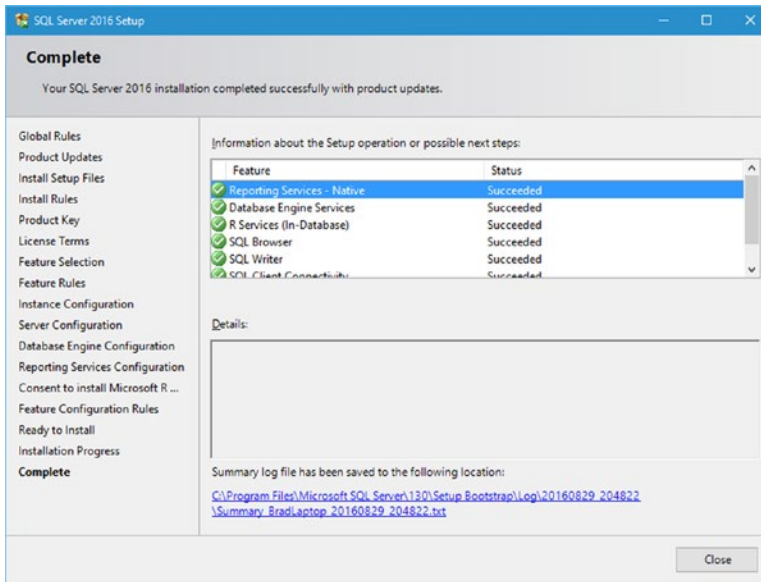 SQL Server 2016 Setup
Complete
Your SQL Server 2016 installation completed successfully with product updates.
Global Rules
Product Updates
Install Setup Files
Install Rules
Product Key
License Terms
Feature Selection
Feature Rules
Instance Configuration
Server Configuration
Database Engine Configuration
Reporting Services Configuration
Consent to install Microsoft R ...
Feature Configuration Rules
Ready to Install
Installation Progress
Complete
Information about the Setup operation or possible next steps:
Feature Status
Reporting Services - Native Succeeded
Database Engine Services Succeeded
R Services (In-Database) Succeeded
SQL Browser Succeeded
SQL Writer Succeeded
SQL Client Connectivity Succeeded
Details:
Summary log file has been saved to the following location:
C:\Program Files\Microsoft SQL Server\130\Setup Bootstrap\Log\20160829_204822
\Summary_BradLaptop_20160829_204822.txt
Close